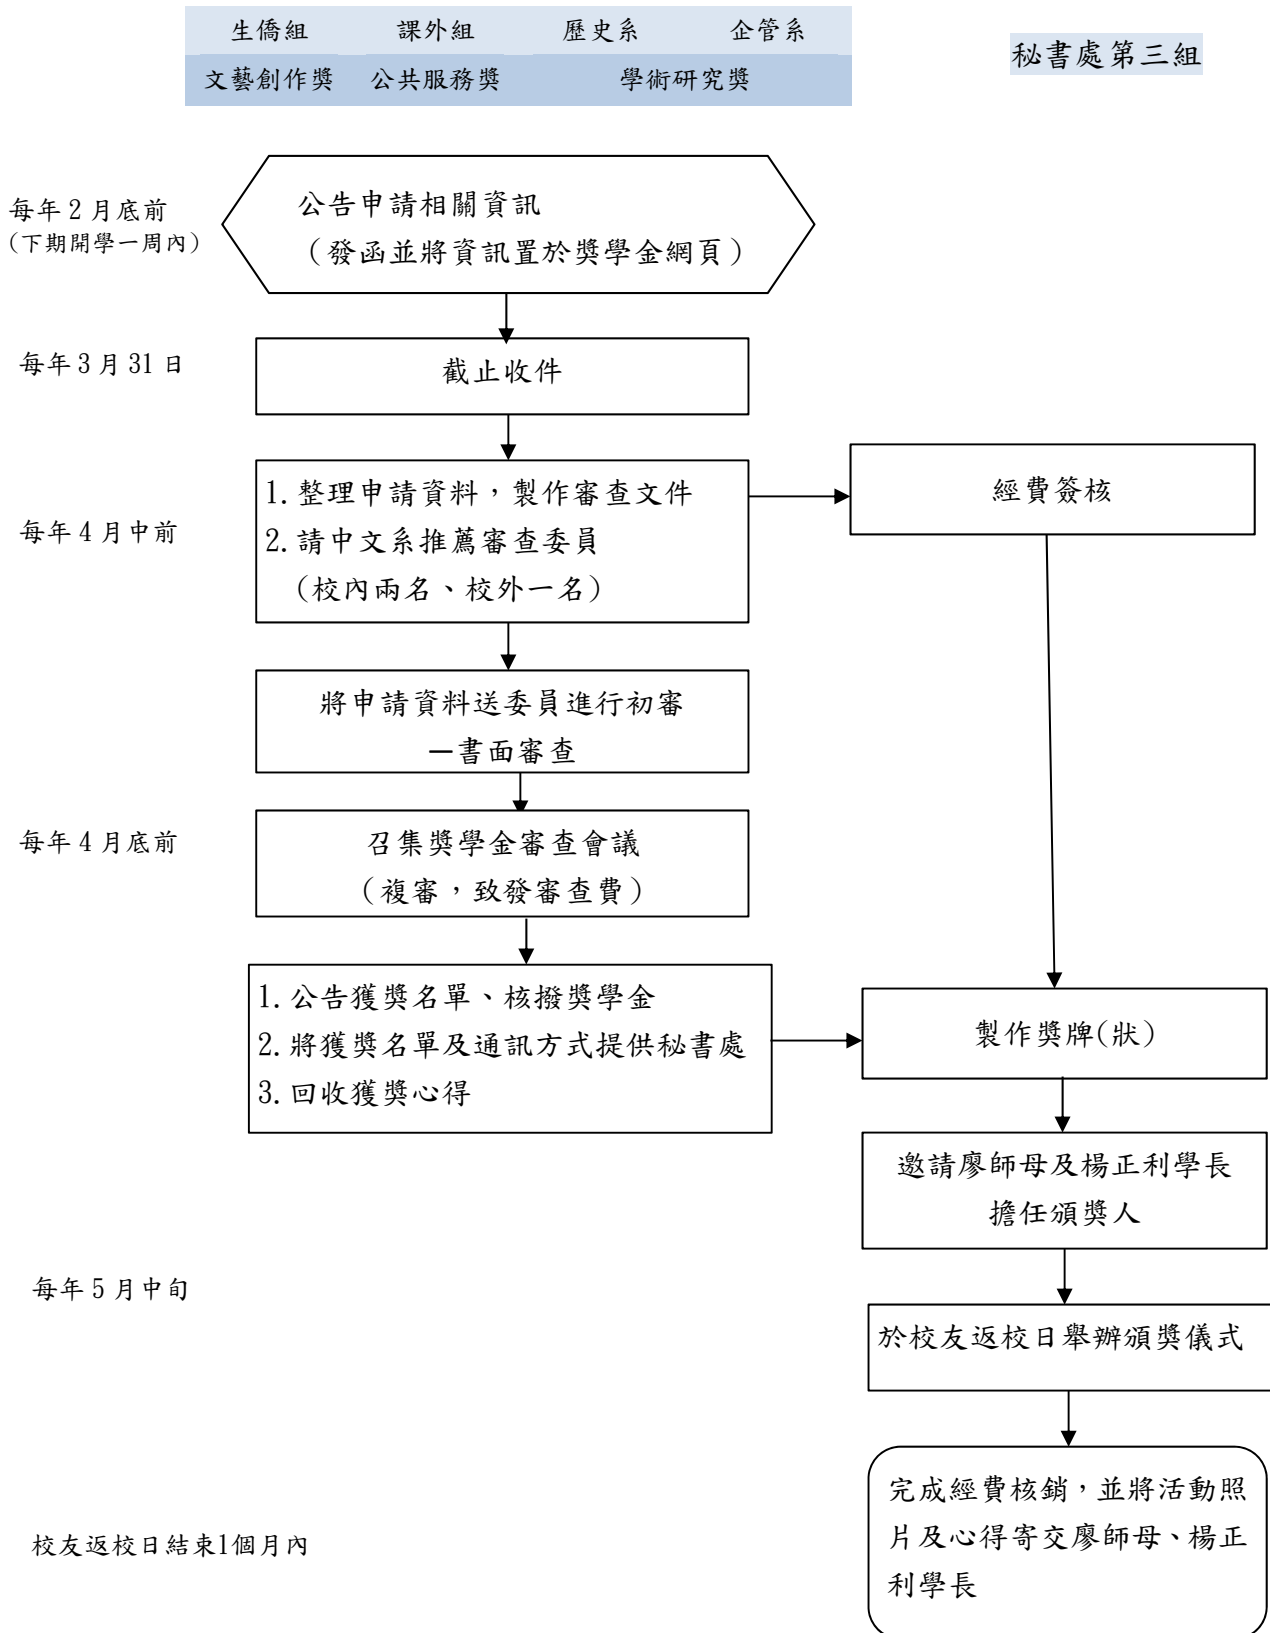 生僑組 課外組 歷史系 企管系
文藝創作獎 公共服務獎 學術研究獎
秘書處第三組
每年 2 月底前
(下期開學一周內)
公告申請相關資訊
(發函並將資訊置於獎學金網頁)
每年 3 月 31 日
截止收件
每年 4 月中前
1. 整理申請資料，製作審查文件
2. 請中文系推薦審查委員
(校內兩名、校外一名)
經費簽核
將申請資料送委員進行初審
—書面審查
每年 4 月底前
召集獎學金審查會議
(複審，致發審查費)
1. 公告獲獎名單、核撥獎學金
2. 將獲獎名單及通訊方式提供秘書處
3. 回收獲獎心得
製作獎牌(狀)
邀請廖師母及楊正利學長
擔任頒獎人
每年 5 月中旬
於校友返校日舉辦頒獎儀式
校友返校日結束1個月內
完成經費核銷，並將活動照
片及心得寄交廖師母、楊正
利學長